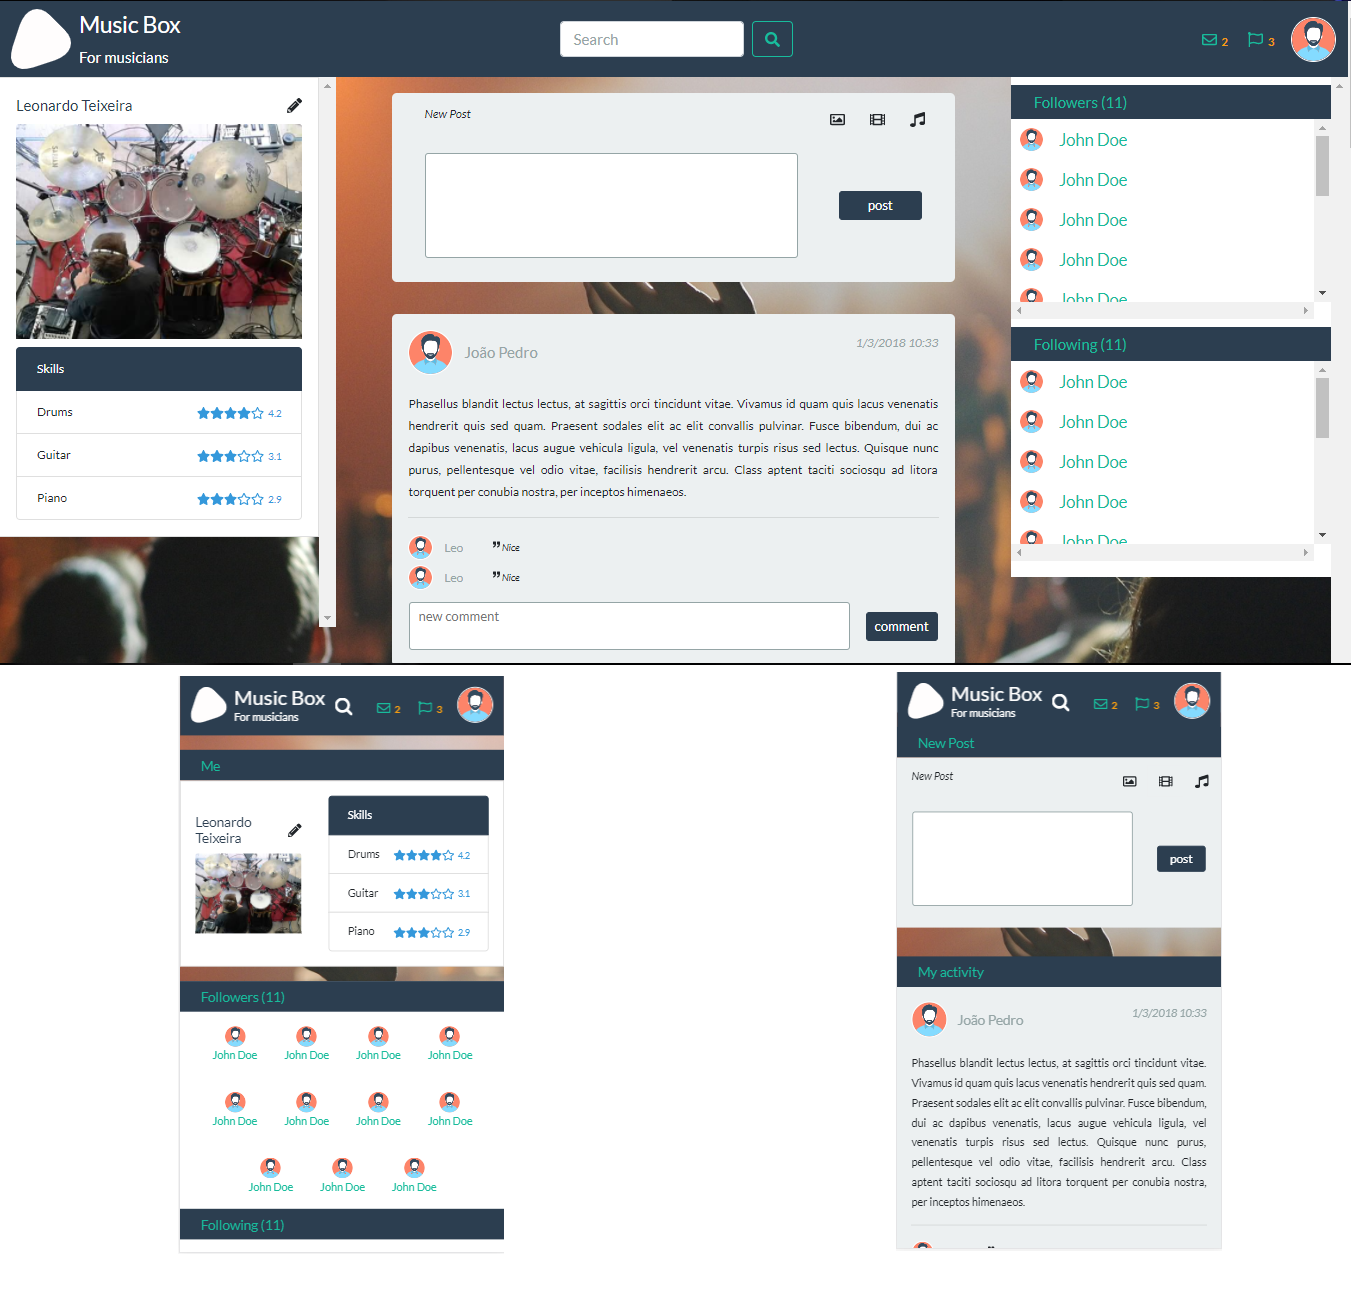 Music Box
For musicians
Search
2
3
Leonardo Teixeira
Skills
Drums
4.2
Guitar
3.1
Piano
2.9
New Post
post
João Pedro
1/3/2018 10:33
Phasellus blandit lectus lectus, at sagittis orci tincidunt vitae. Vivamus id quam quis lacus venenatis
hendrerit quis sed quam. Praesent sodales elit ac elit convallis pulvinar. Fusce bibendum, dui ac
dapibus venenatis, lacus augue vehicula ligula, vel venenatis turpis risus sed lectus. Quisque nunc
purus, pellentesque vel odio vitae, facilisis hendrerit arcu. Class aptent taciti sociosqu ad litora
torquent per conubia nostra, per inceptos himenaeos.
Leo
Nice
Leo
Nice
new comment
comment
Followers (11)
John Doe
John Doe
John Doe
John Doe
John Doe
Following (11)
John Doe
John Doe
John Doe
John Doe
John Doe
Music Box
For musicians
2
3
Me
Leonardo
Teixeira
Skills
Drums
4.2
Guitar
3.1
Piano
2.9
Followers (11)
John Doe John Doe John Doe John Doe
John Doe John Doe John Doe John Doe
John Doe John Doe John Doe
Following (11)
Music Box
For musicians
2
3
New Post
New Post
post
My activity
João Pedro
1/3/2018 10:33
Phasellus blandit lectus lectus, at sagittis orci tincidunt vitae.
Vivamus id quam quis lacus venenatis hendrerit quis sed quam.
Praesent sodales elit ac elit convallis pulvinar. Fusce bibendum,
dui ac dapibus venenatis, lacus augue vehicula ligula, vel
venenatis turpis risus sed lectus. Quisque nunc purus,
pellentesque vel odio vitae, facilisis hendrerit arcu. Class
aptent taciti sociosqu ad litora torquent per conubia nostra,
per inceptos himenaeos.